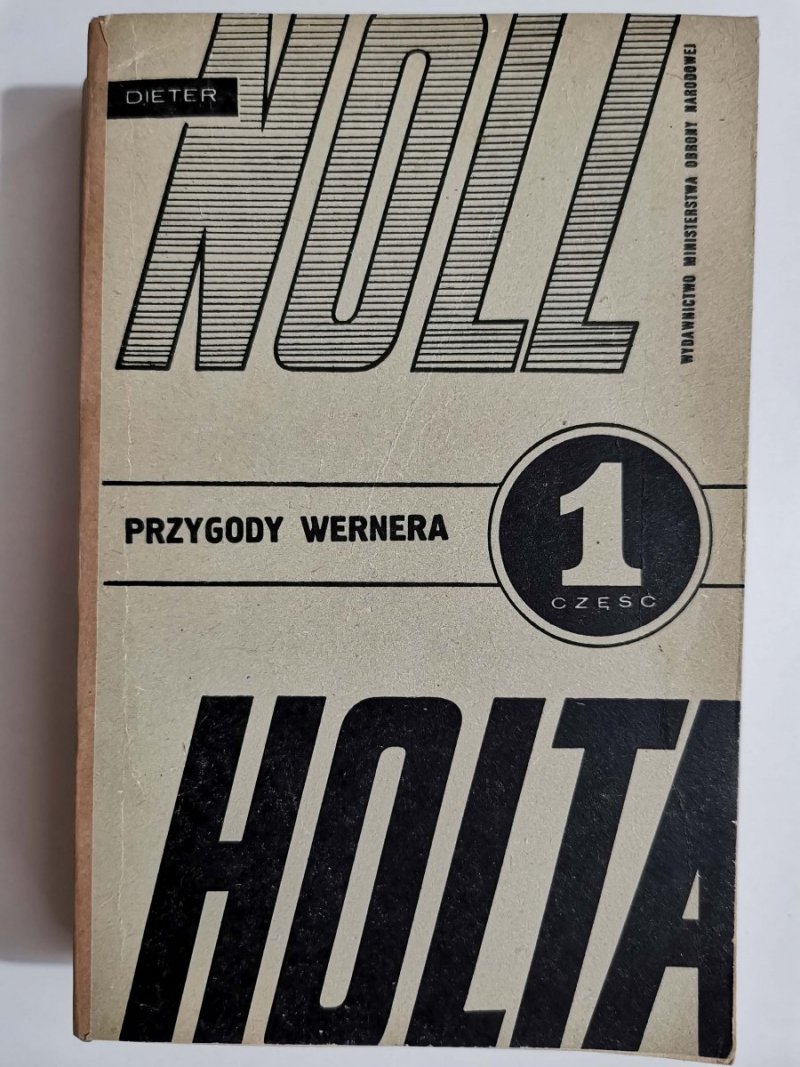 DIETER
NOLL
WYDAWNICTWO MINISTERSTWA OBRONY NARODOWEJ
PRZYGODY WERNERA
1
CZĘŚĆ
HOLTA